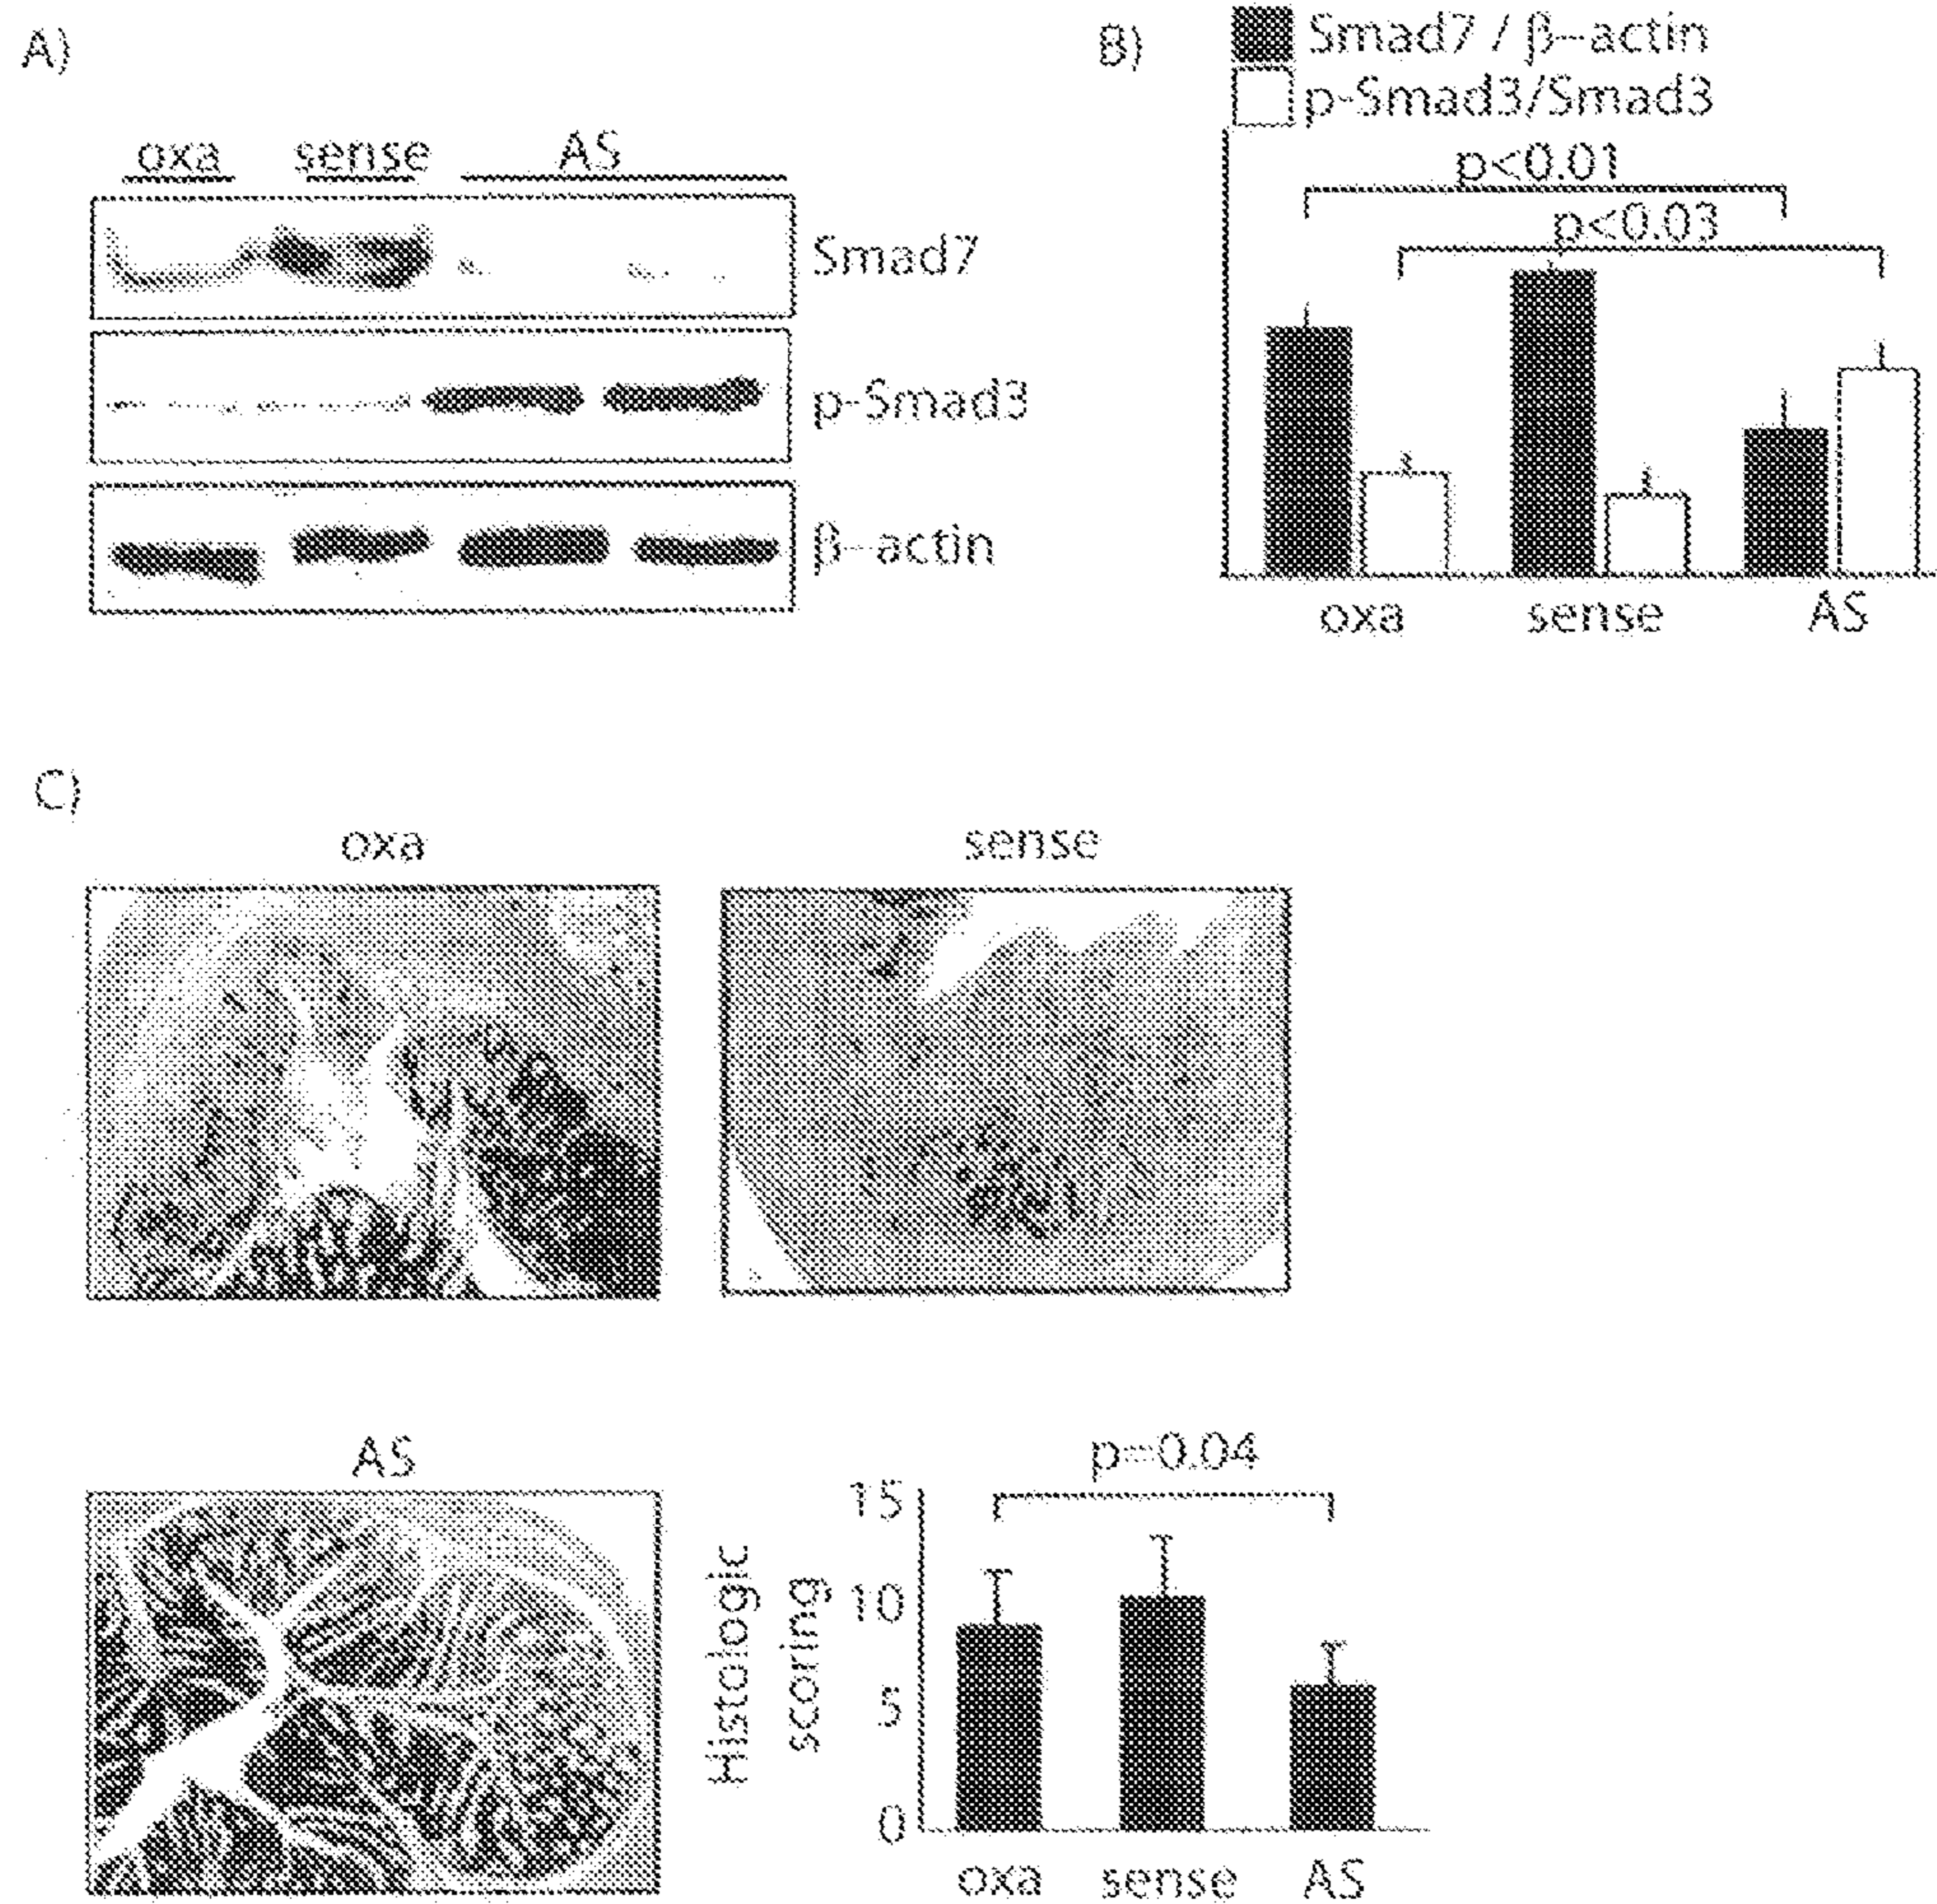 A)
oxa sense AS
Smad7
p-Smad3
β-actin
B)
Smad7 / β-actin
p-Smad3/Smad3
p<0.01
p<0.03
oxa sense AS
C)
oxa sense
AS
p=0.04
Histologic
scoring
15
10
5
0
oxa sense AS